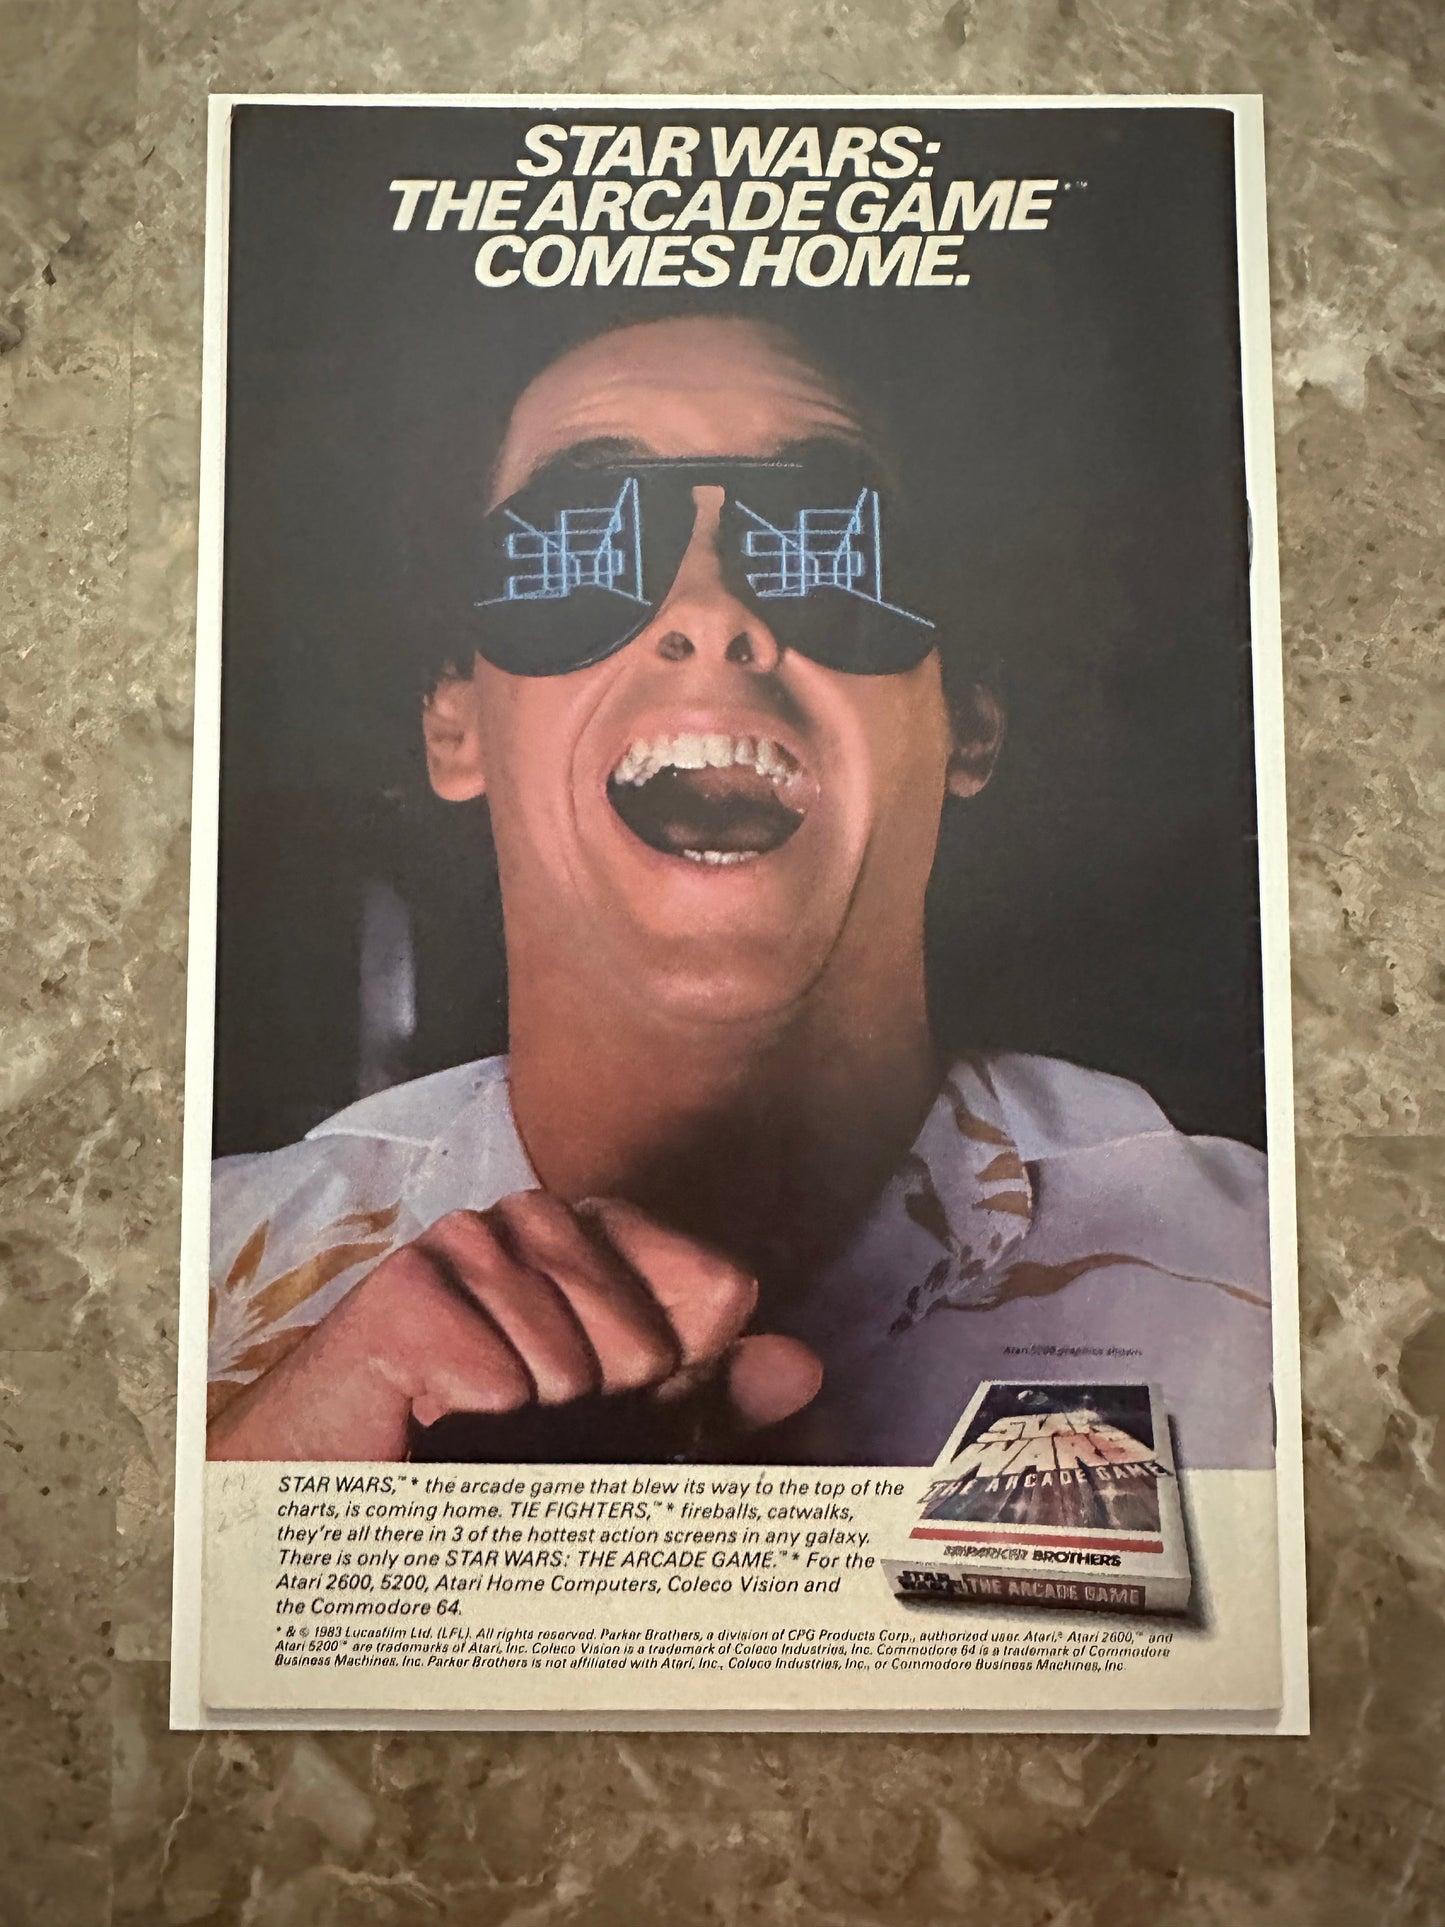 STAR WARS:
THE ARCADE GAME*™
COMES HOME.
Atari 5200 graphics shown
STAR WARS
THE ARCADE GAME
PARKER BROTHERS
STAR WARS THE ARCADE GAME
STAR WARS,™* the arcade game that blew its way to the top of the
charts, is coming home. TIE FIGHTERS,™* fireballs, catwalks,
they're all there in 3 of the hottest action screens in any galaxy.
There is only one STAR WARS: THE ARCADE GAME.™* For the
Atari 2600, 5200, Atari Home Computers, Coleco Vision and
the Commodore 64.
* & © 1983 Lucasfilm Ltd. (LFL). All rights reserved. Parker Brothers, a division of CPG Products Corp., authorized user. Atari,® Atari 2600,™ and
Atari 5200™ are trademarks of Atari, Inc. Coleco Vision is a trademark of Coleco Industries, Inc. Commodore 64 is a trademark of Commodore
Business Machines, Inc. Parker Brothers is not affiliated with Atari, Inc., Coleco Industries, Inc., or Commodore Business Machines, Inc.